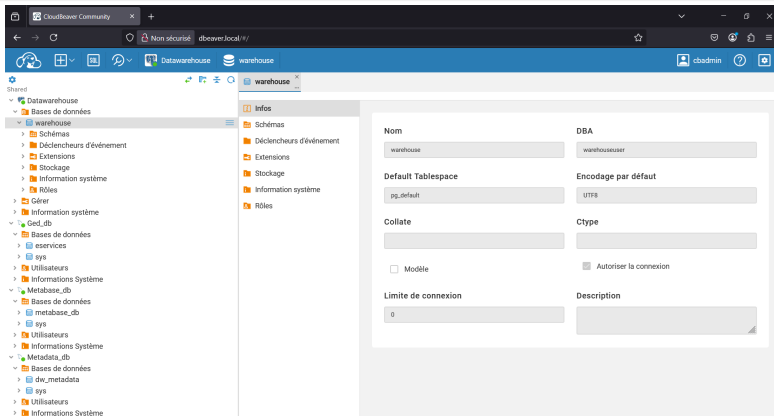 CloudBeaver Community
Non sécurisé dbeaver.local/#/
SQL
Datawarehouse
warehouse
cbadmin
Shared
Datawarehouse
Bases de données
warehouse
Schémas
Déclencheurs d'événement
Extensions
Stockage
Information système
Rôles
Gérer
Information système
Ged_db
Bases de données
eservices
sys
Utilisateurs
Informations Système
Metabase_db
Bases de données
metabase_db
sys
Utilisateurs
Informations Système
Metadata_db
Bases de données
dw_metadata
sys
Utilisateurs
Informations Système
warehouse
Infos
Schémas
Déclencheurs d'événement
Extensions
Stockage
Information système
Rôles
Nom
warehouse
DBA
warehouseuser
Default Tablespace
pg_default
Encodage par défaut
UTF8
Collate
Ctype
Modèle
Autoriser la connexion
Limite de connexion
0
Description